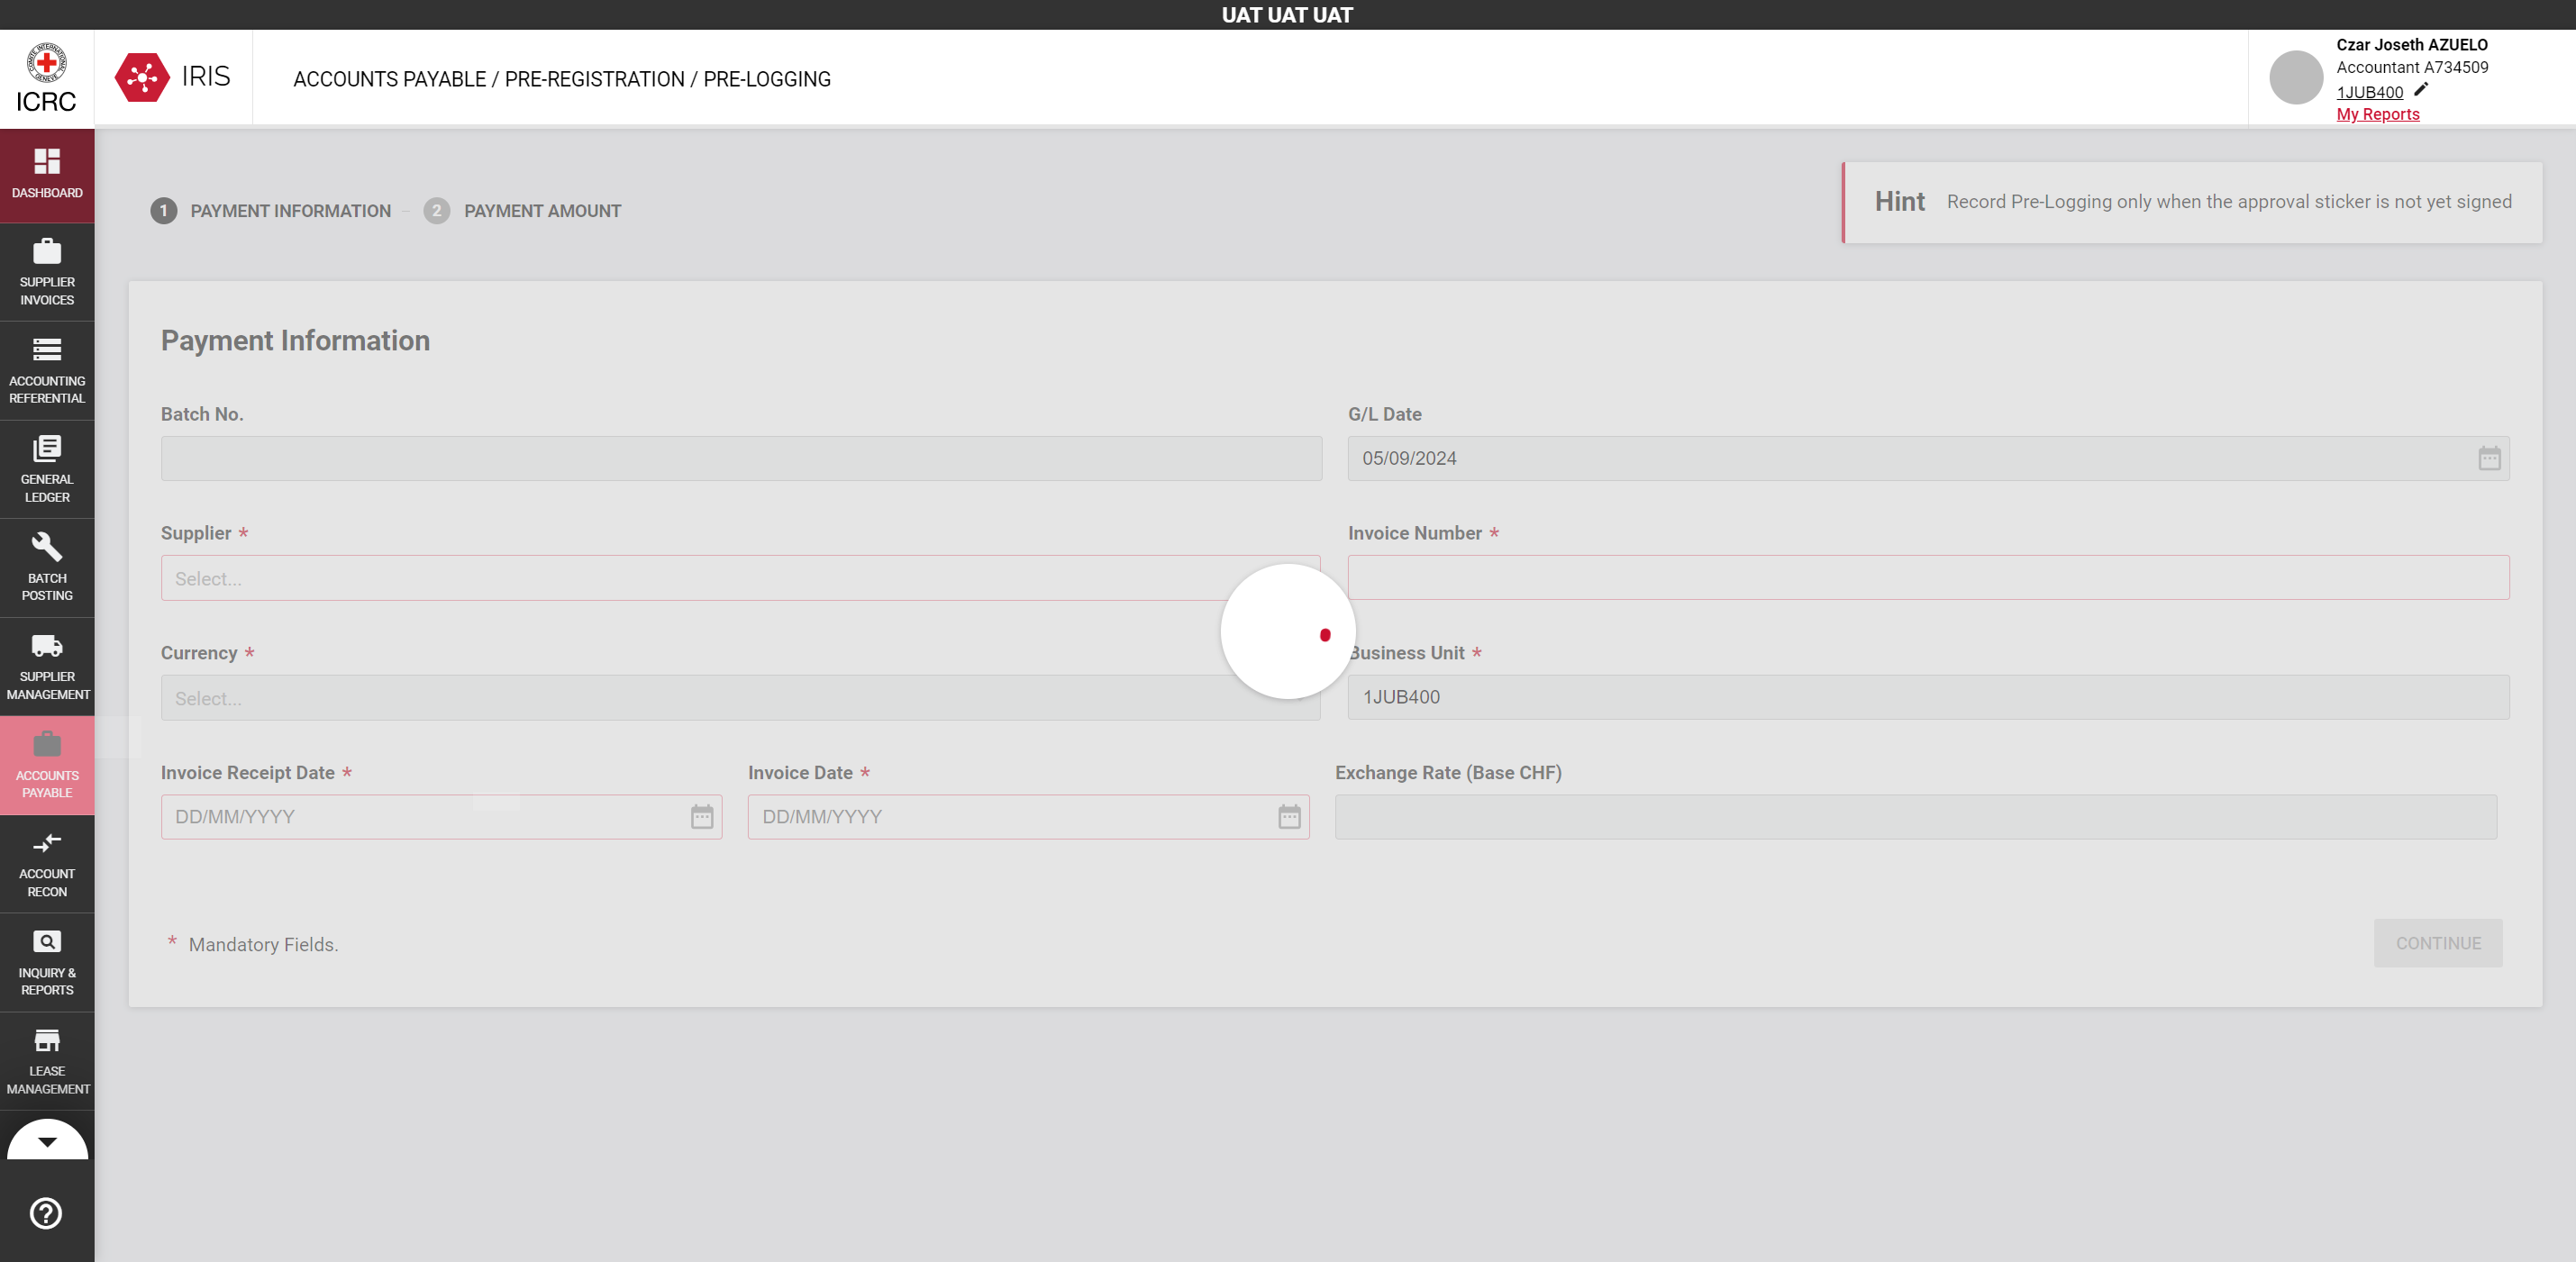 UAT UAT UAT
ICRC
IRIS
ACCOUNTS PAYABLE / PRE-REGISTRATION / PRE-LOGGING
Czar Joseth AZUELO
Accountant A734509
1JUB400
My Reports
DASHBOARD
SUPPLIER
INVOICES
ACCOUNTING
REFERENTIAL
GENERAL
LEDGER
BATCH
POSTING
SUPPLIER
MANAGEMENT
ACCOUNTS
PAYABLE
ACCOUNT
RECON
INQUIRY &
REPORTS
LEASE
MANAGEMENT
1 PAYMENT INFORMATION – 2 PAYMENT AMOUNT
Hint Record Pre-Logging only when the approval sticker is not yet signed
Payment Information
Batch No.
G/L Date
05/09/2024
Supplier *
Invoice Number *
Select...
Currency *
Business Unit *
Select...
1JUB400
Invoice Receipt Date *
Invoice Date *
Exchange Rate (Base CHF)
DD/MM/YYYY
DD/MM/YYYY
* Mandatory Fields.
CONTINUE